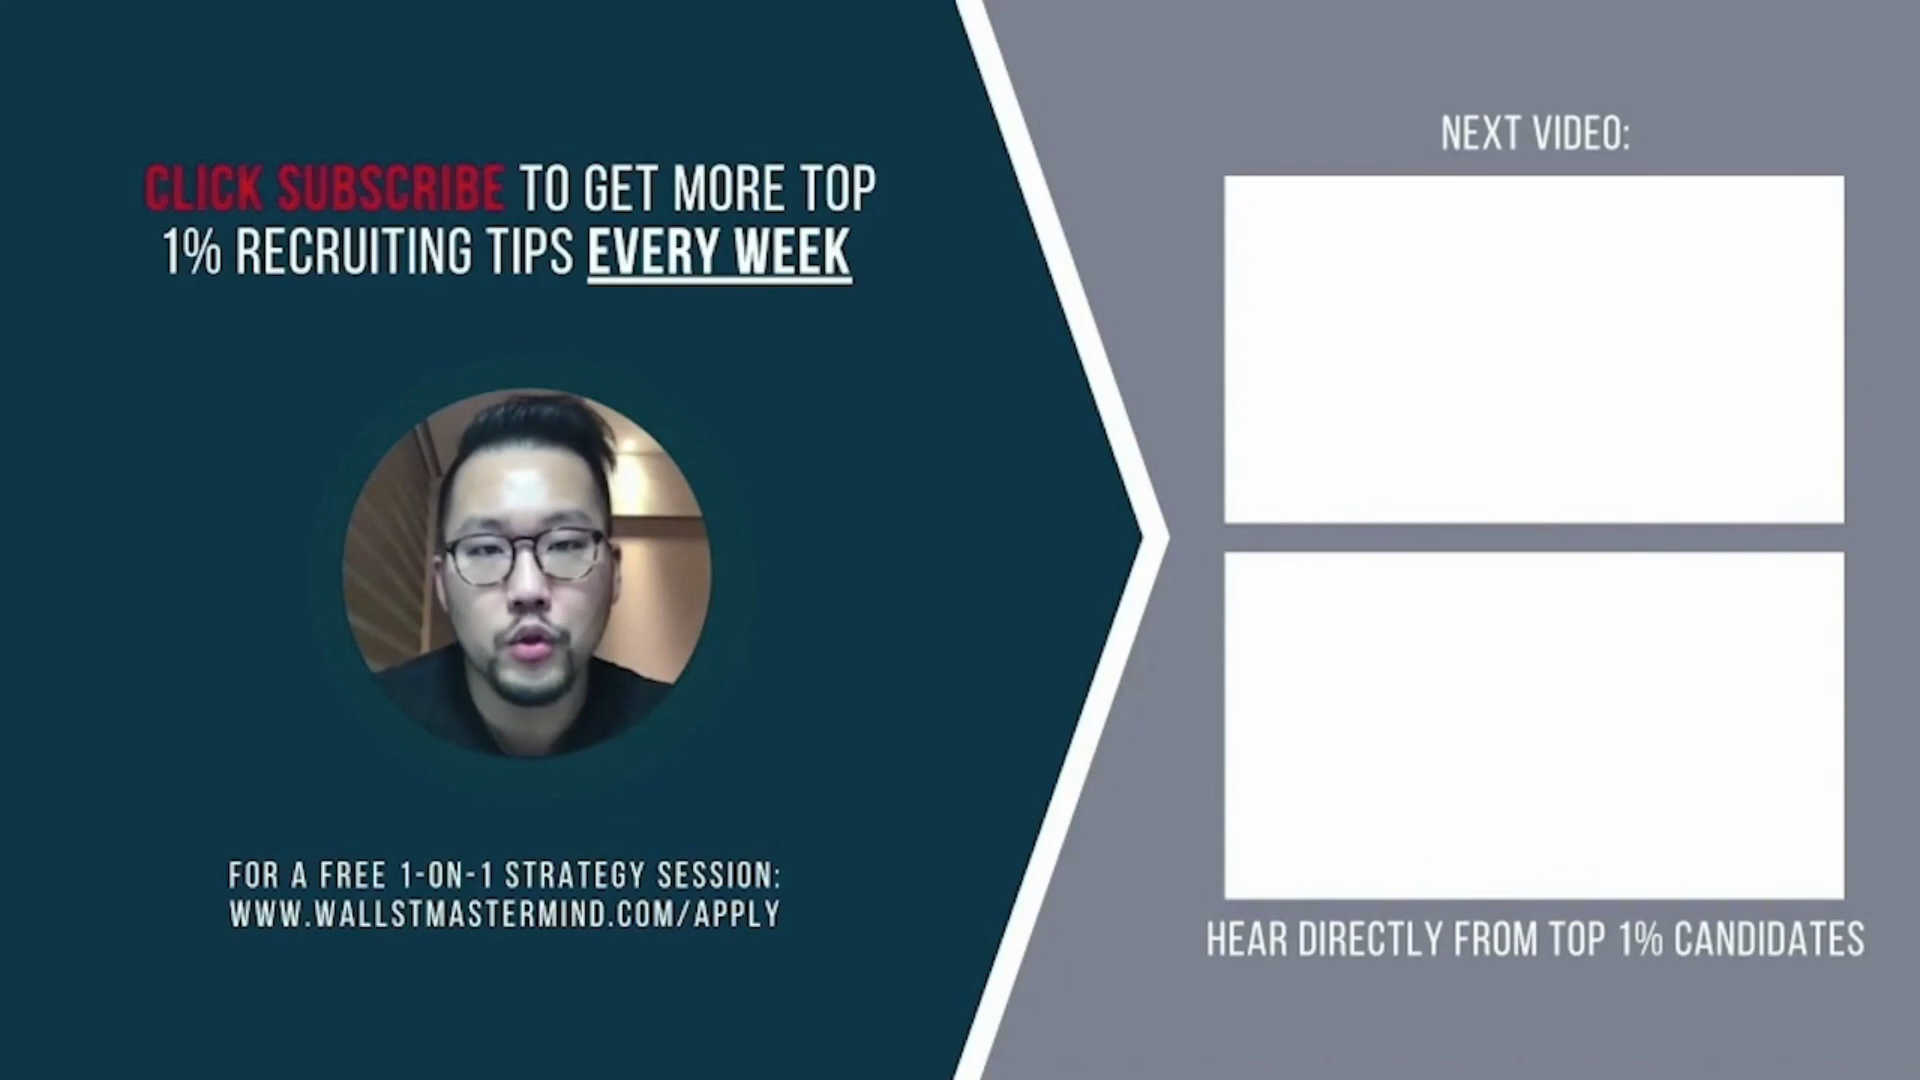 CLICK SUBSCRIBE TO GET MORE TOP
1% RECRUITING TIPS EVERY WEEK
FOR A FREE 1-ON-1 STRATEGY SESSION:
WWW.WALLSTMASTERMIND.COM/APPLY
NEXT VIDEO:
HEAR DIRECTLY FROM TOP 1% CANDIDATES